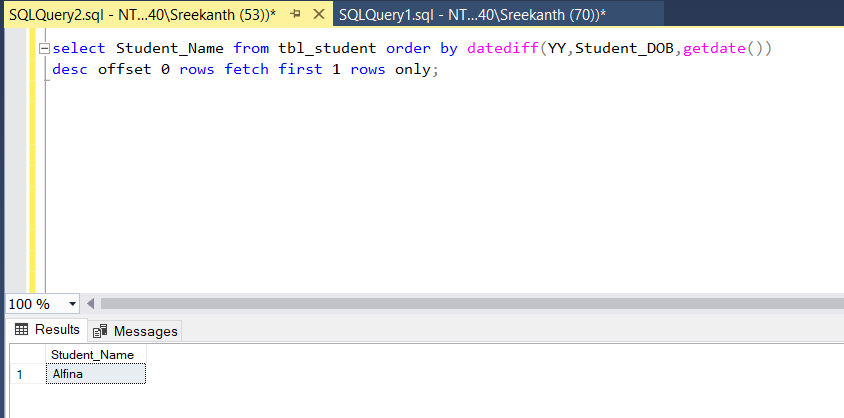 SQLQuery2.sql - NT...40\Sreekanth (53))* SQLQuery1.sql - NT...40\Sreekanth (70))*
select Student_Name from tbl_student order by datediff(YY,Student_DOB,getdate())
desc offset 0 rows fetch first 1 rows only;
100 %
Results Messages
Student_Name
1 Alfina